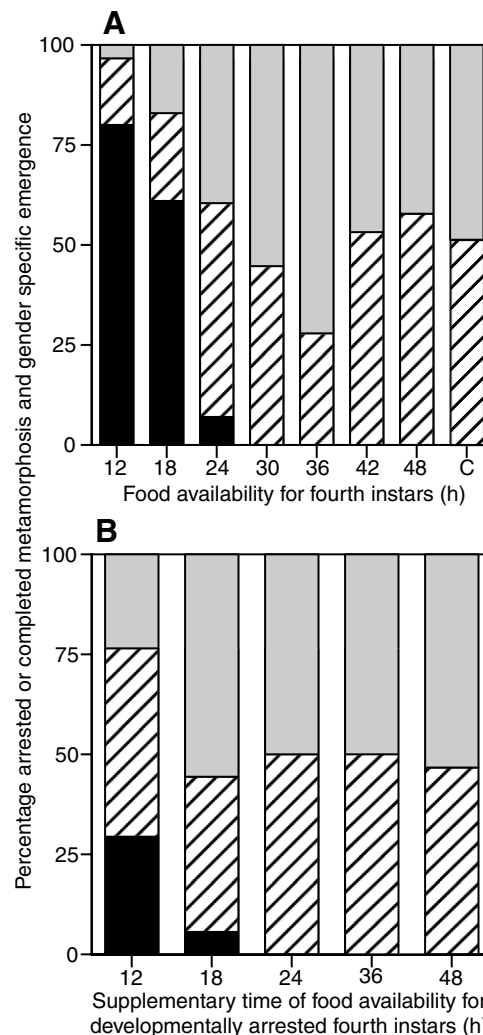 Percentage arrested or completed metamorphosis and gender specific emergence
A
100
75
50
25
0
12 18 24 30 36 42 48 C
Food availability for fourth instars (h)
B
100
75
50
25
0
12 18 24 36 48
Supplementary time of food availability for
developmentally arrested fourth instars (h)